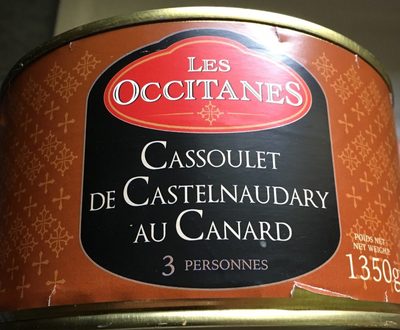 LES
OCCITANES
CASSOULET
DE CASTELNAUDARY
AU CANARD
3 PERSONNES
POIDS NET:
NET WEIGHT:
1350g